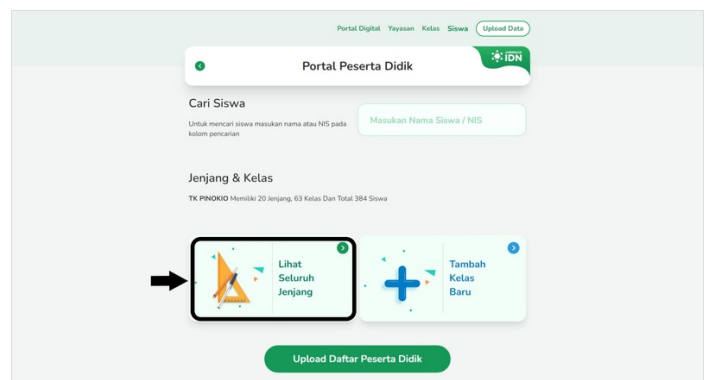 Portal Digital Yayasan Kelas Siswa Upload Data
Portal Peserta Didik
IDN
Cari Siswa
Untuk mencari siswa masukan nama atau NIS pada
kolom pencarian
Masukan Nama Siswa / NIS
Jenjang & Kelas
TK PINOKIO Memiliki 20 Jenjang, 63 Kelas Dan Total 384 Siswa
Lihat
Seluruh
Jenjang
Tambah
Kelas
Baru
Upload Daftar Peserta Didik